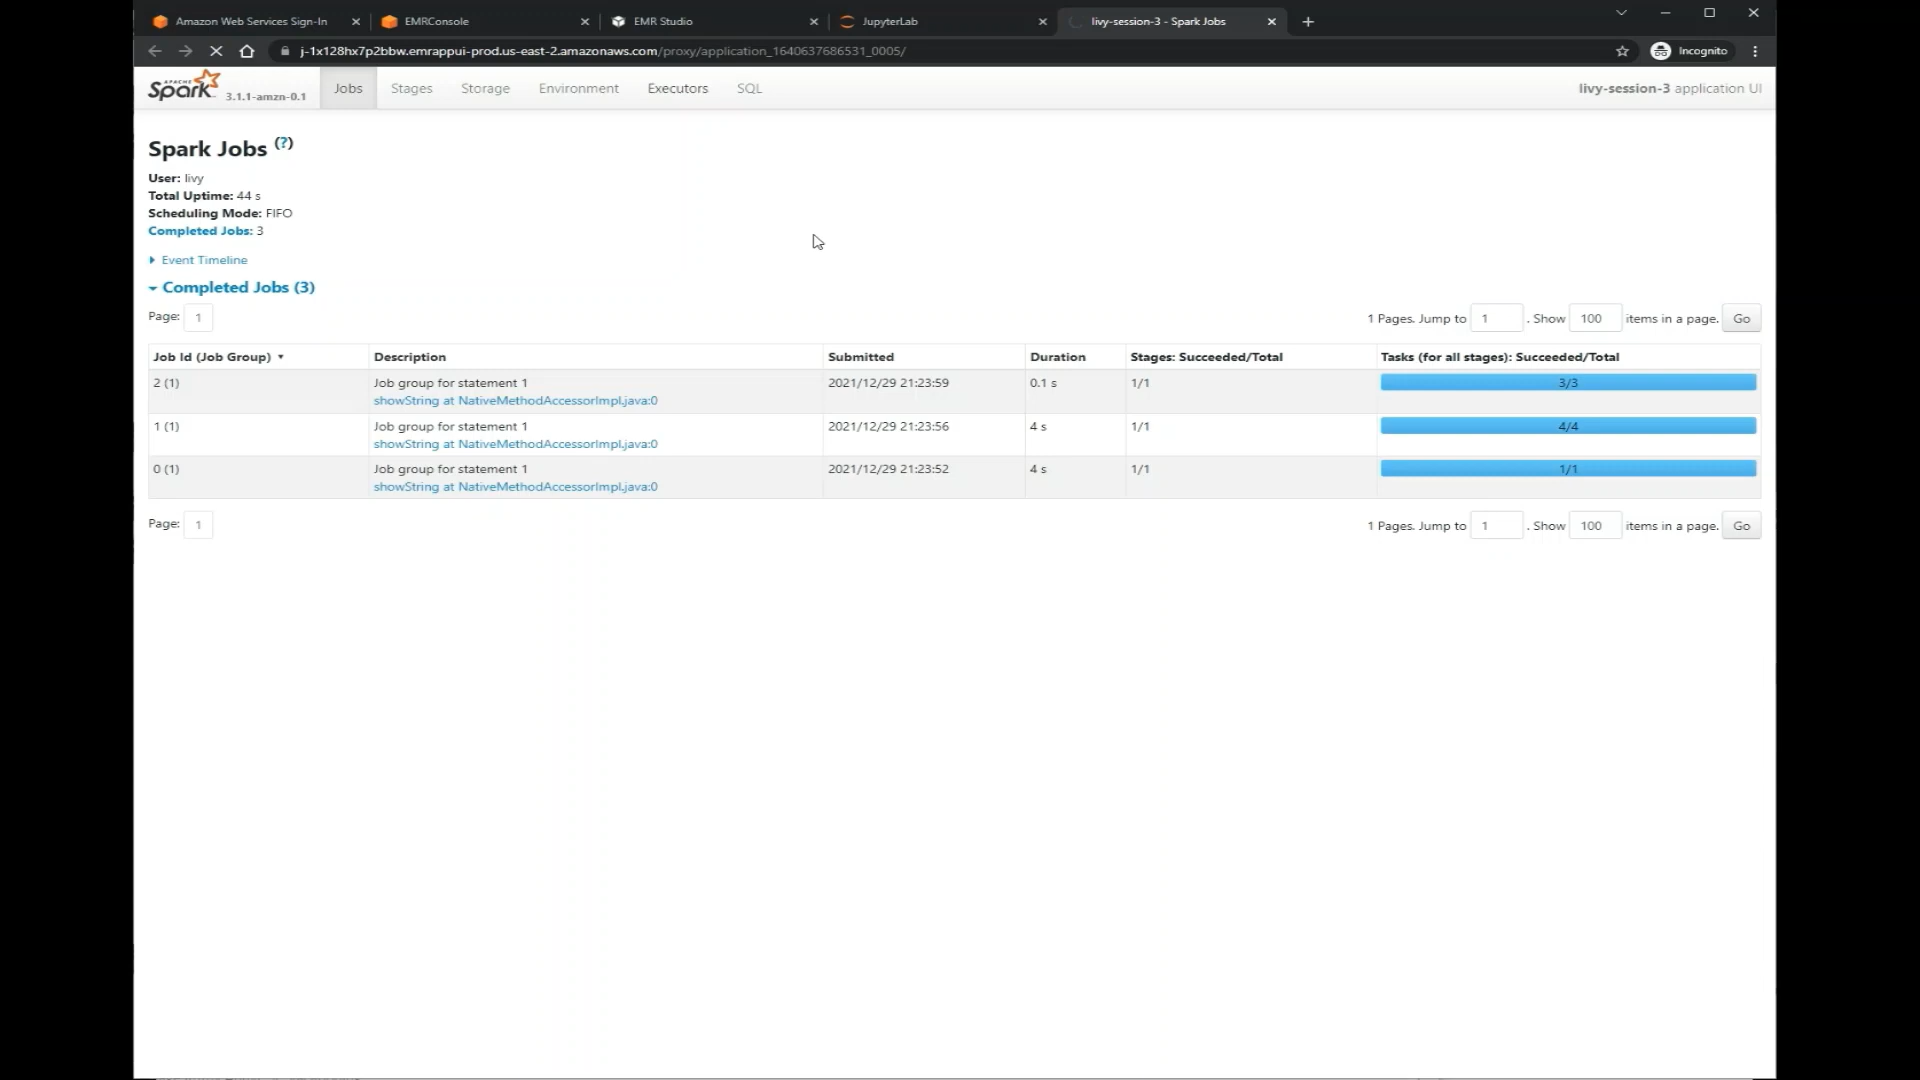 Amazon Web Services Sign-In
EMRConsole
EMR Studio
JupyterLab
livy-session-3 - Spark Jobs
j-1x128hx7p2bbw.emrappui-prod.us-east-2.amazonaws.com/proxy/application_1640637686531_0005/
Incognito
APACHE
Spark 3.1.1-amzn-0.1
Jobs
Stages
Storage
Environment
Executors
SQL
livy-session-3 application UI
Spark Jobs (?)
User: livy
Total Uptime: 44 s
Scheduling Mode: FIFO
Completed Jobs: 3
Event Timeline
Completed Jobs (3)
Page: 1
1 Pages. Jump to 1 . Show 100 items in a page. Go
Job Id (Job Group) ▾ Description Submitted Duration Stages: Succeeded/Total Tasks (for all stages): Succeeded/Total
2 (1) Job group for statement 1 2021/12/29 21:23:59 0.1 s 1/1 3/3
showString at NativeMethodAccessorImpl.java:0
1 (1) Job group for statement 1 2021/12/29 21:23:56 4 s 1/1 4/4
showString at NativeMethodAccessorImpl.java:0
0 (1) Job group for statement 1 2021/12/29 21:23:52 4 s 1/1 1/1
showString at NativeMethodAccessorImpl.java:0
Page: 1
1 Pages. Jump to 1 . Show 100 items in a page. Go